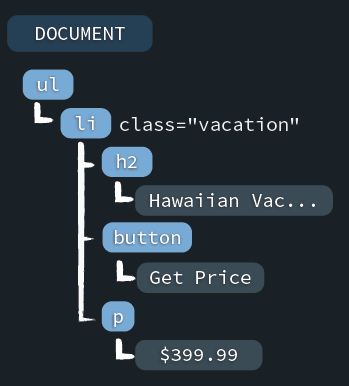 DOCUMENT
ul
li class="vacation"
h2
Hawaiian Vac...
button
Get Price
p
$399.99